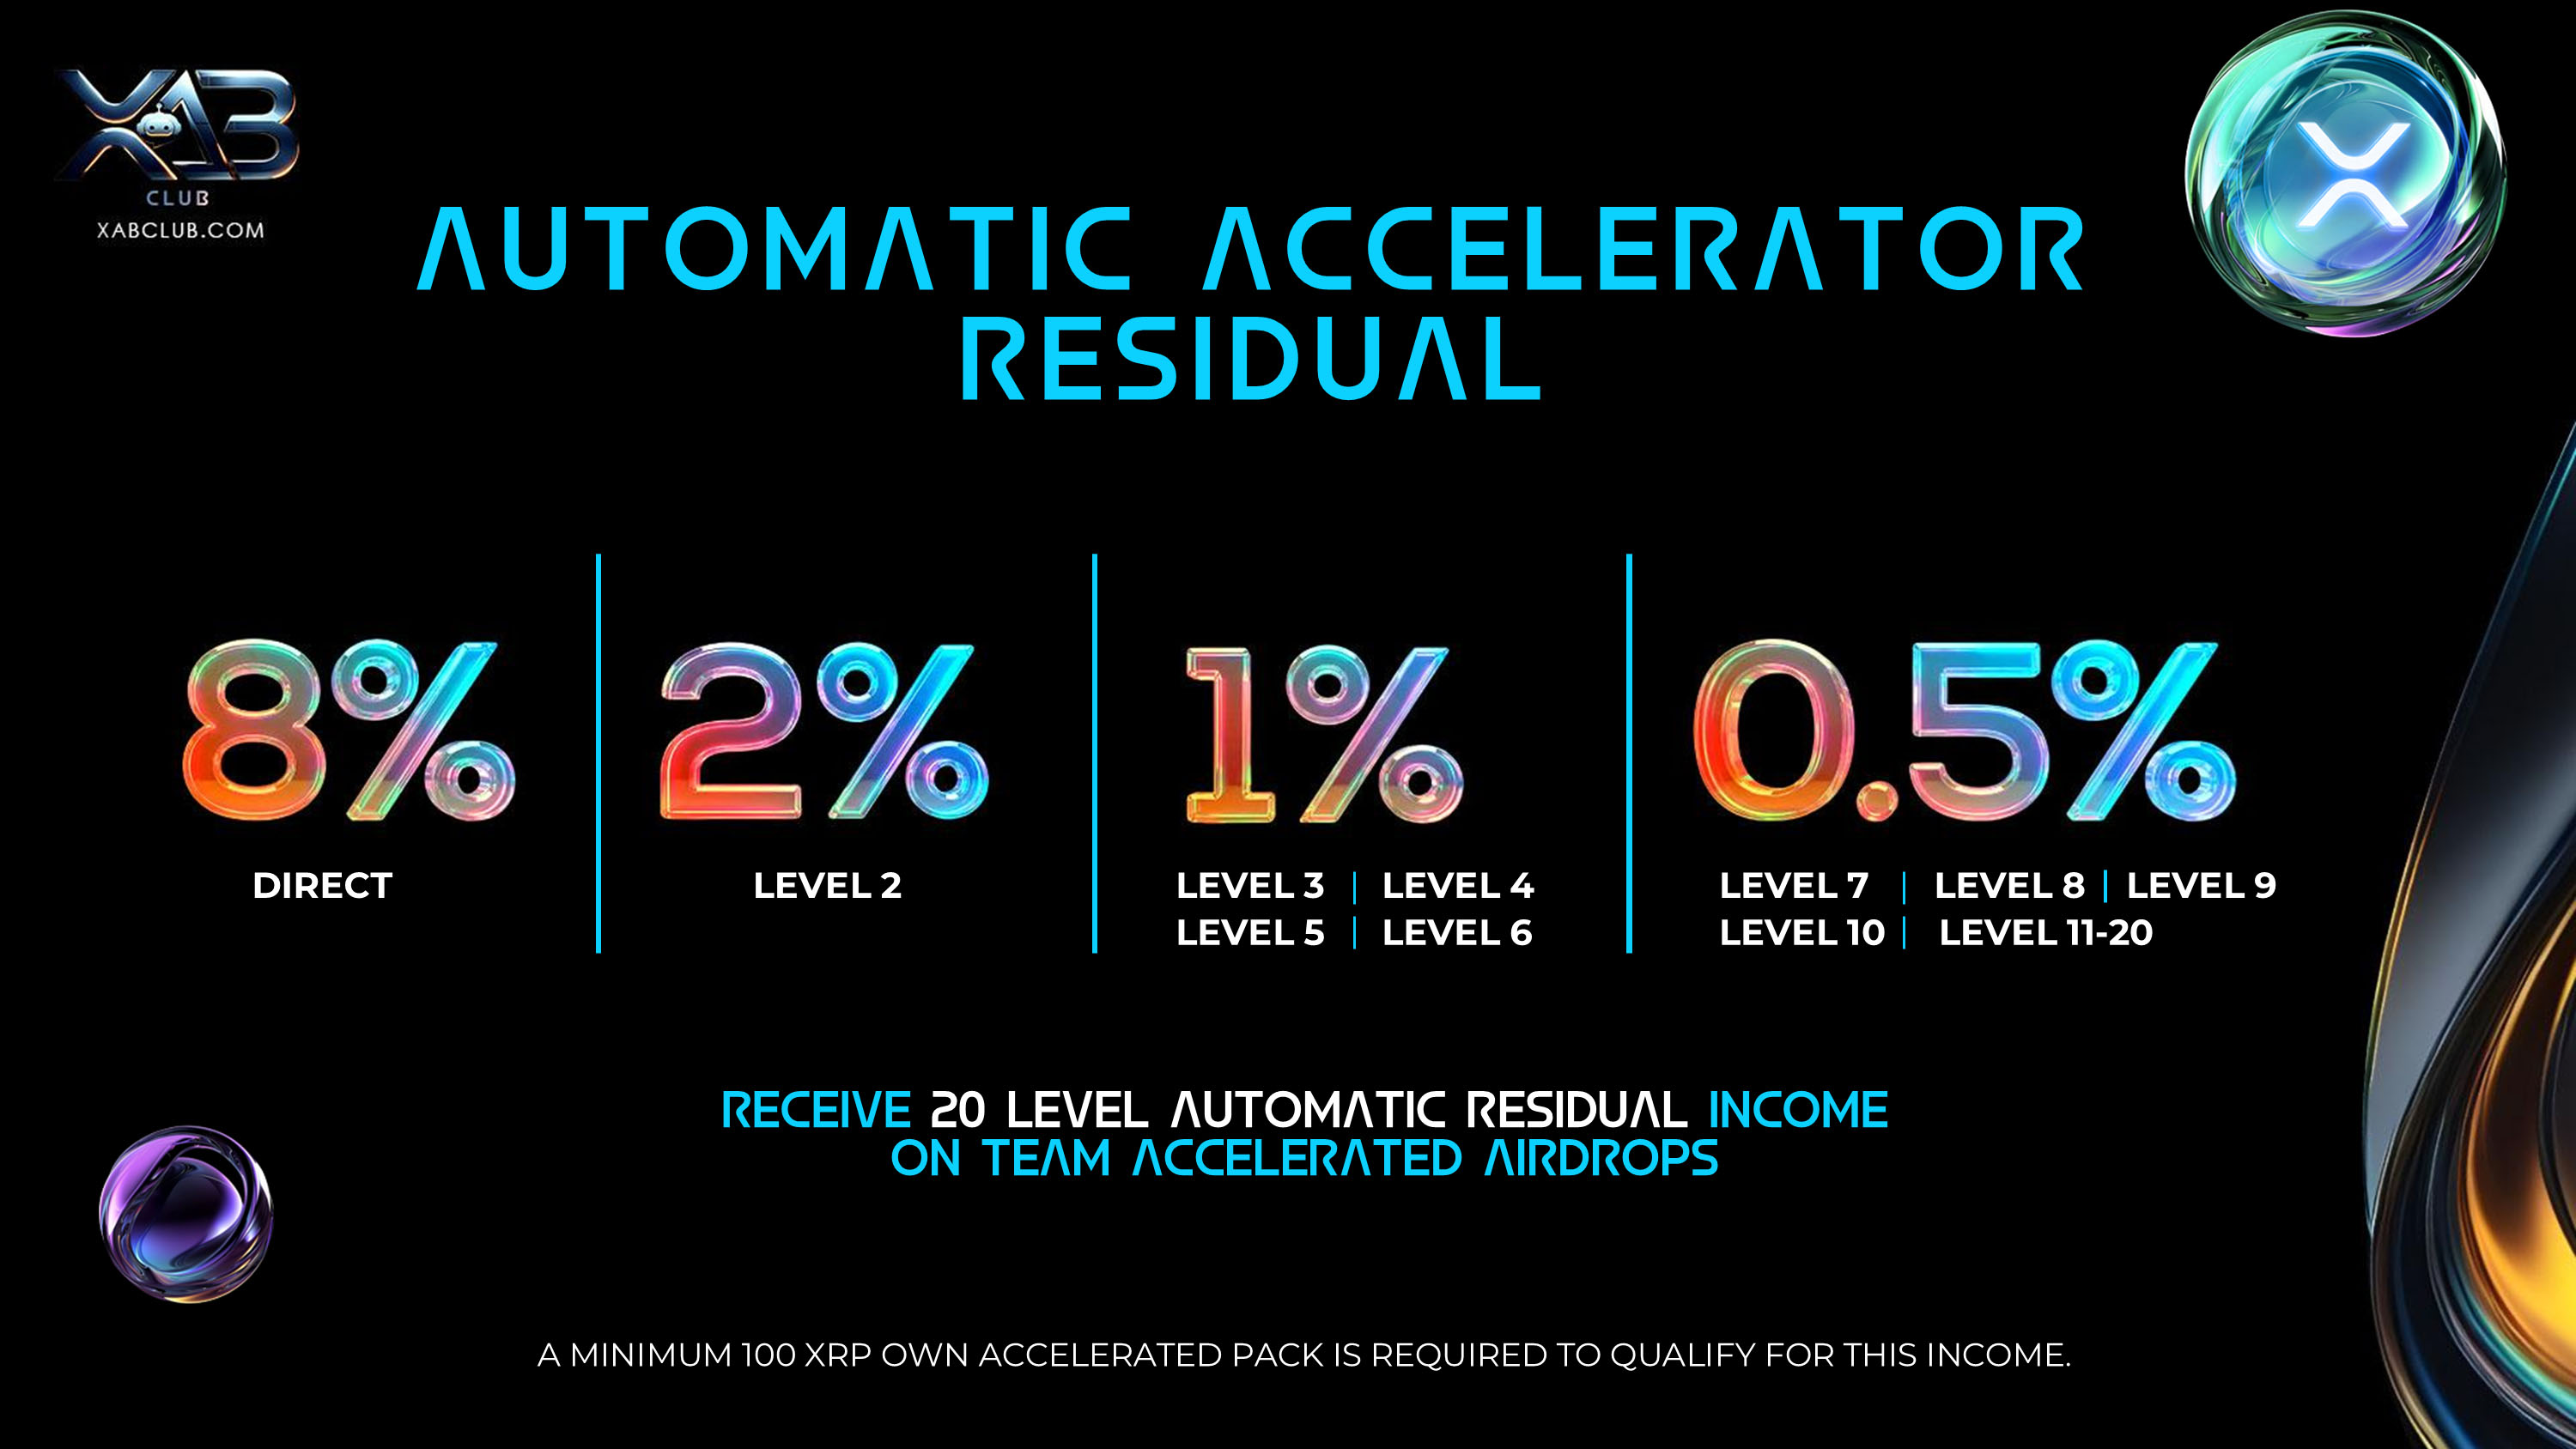 XAB
CLUB
XABCLUB.COM
AUTOMATIC ACCELERATOR
RESIDUAL
8%
DIRECT
2%
LEVEL 2
1%
LEVEL 3 | LEVEL 4
LEVEL 5 | LEVEL 6
0.5%
LEVEL 7 | LEVEL 8 | LEVEL 9
LEVEL 10 | LEVEL 11-20
RECEIVE 20 LEVEL AUTOMATIC RESIDUAL INCOME
ON TEAM ACCELERATED AIRDROPS
A MINIMUM 100 XRP OWN ACCELERATED PACK IS REQUIRED TO QUALIFY FOR THIS INCOME.